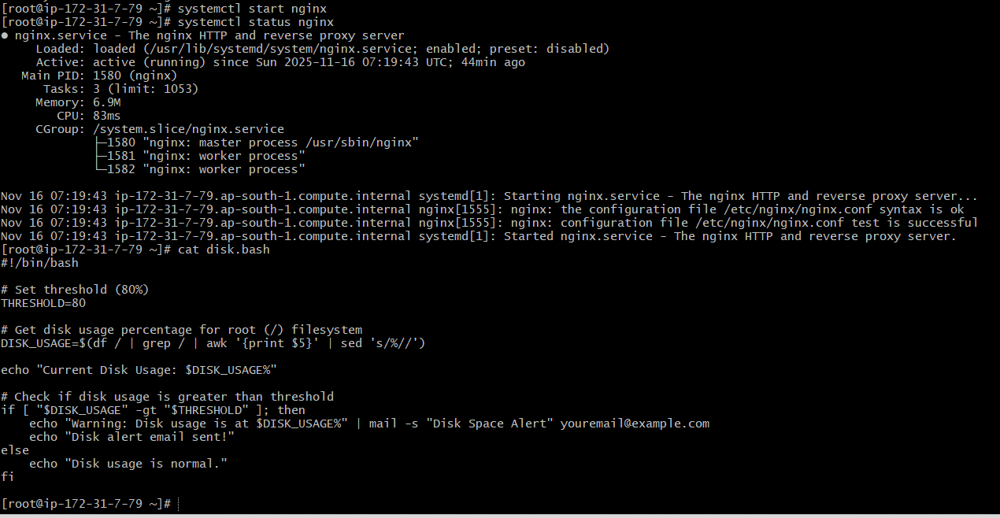 [root@ip-172-31-7-79 ~]# systemctl start nginx
[root@ip-172-31-7-79 ~]# systemctl status nginx
● nginx.service - The nginx HTTP and reverse proxy server
     Loaded: loaded (/usr/lib/systemd/system/nginx.service; enabled; preset: disabled)
     Active: active (running) since Sun 2025-11-16 07:19:43 UTC; 44min ago
   Main PID: 1580 (nginx)
      Tasks: 3 (limit: 1053)
     Memory: 6.9M
        CPU: 83ms
     CGroup: /system.slice/nginx.service
             ├─1580 "nginx: master process /usr/sbin/nginx"
             ├─1581 "nginx: worker process"
             └─1582 "nginx: worker process"

Nov 16 07:19:43 ip-172-31-7-79.ap-south-1.compute.internal systemd[1]: Starting nginx.service - The nginx HTTP and reverse proxy server...
Nov 16 07:19:43 ip-172-31-7-79.ap-south-1.compute.internal nginx[1555]: nginx: the configuration file /etc/nginx/nginx.conf syntax is ok
Nov 16 07:19:43 ip-172-31-7-79.ap-south-1.compute.internal nginx[1555]: nginx: configuration file /etc/nginx/nginx.conf test is successful
Nov 16 07:19:43 ip-172-31-7-79.ap-south-1.compute.internal systemd[1]: Started nginx.service - The nginx HTTP and reverse proxy server.
[root@ip-172-31-7-79 ~]# cat disk.bash
#!/bin/bash

# Set threshold (80%)
THRESHOLD=80

# Get disk usage percentage for root (/) filesystem
DISK_USAGE=$(df / | grep / | awk '{print $5}' | sed 's/%//')

echo "Current Disk Usage: $DISK_USAGE%"

# Check if disk usage is greater than threshold
if [ "$DISK_USAGE" -gt "$THRESHOLD" ]; then
    echo "Warning: Disk usage is at $DISK_USAGE%" | mail -s "Disk Space Alert" youremail@example.com
    echo "Disk alert email sent!"
else
    echo "Disk usage is normal."
fi

[root@ip-172-31-7-79 ~]#